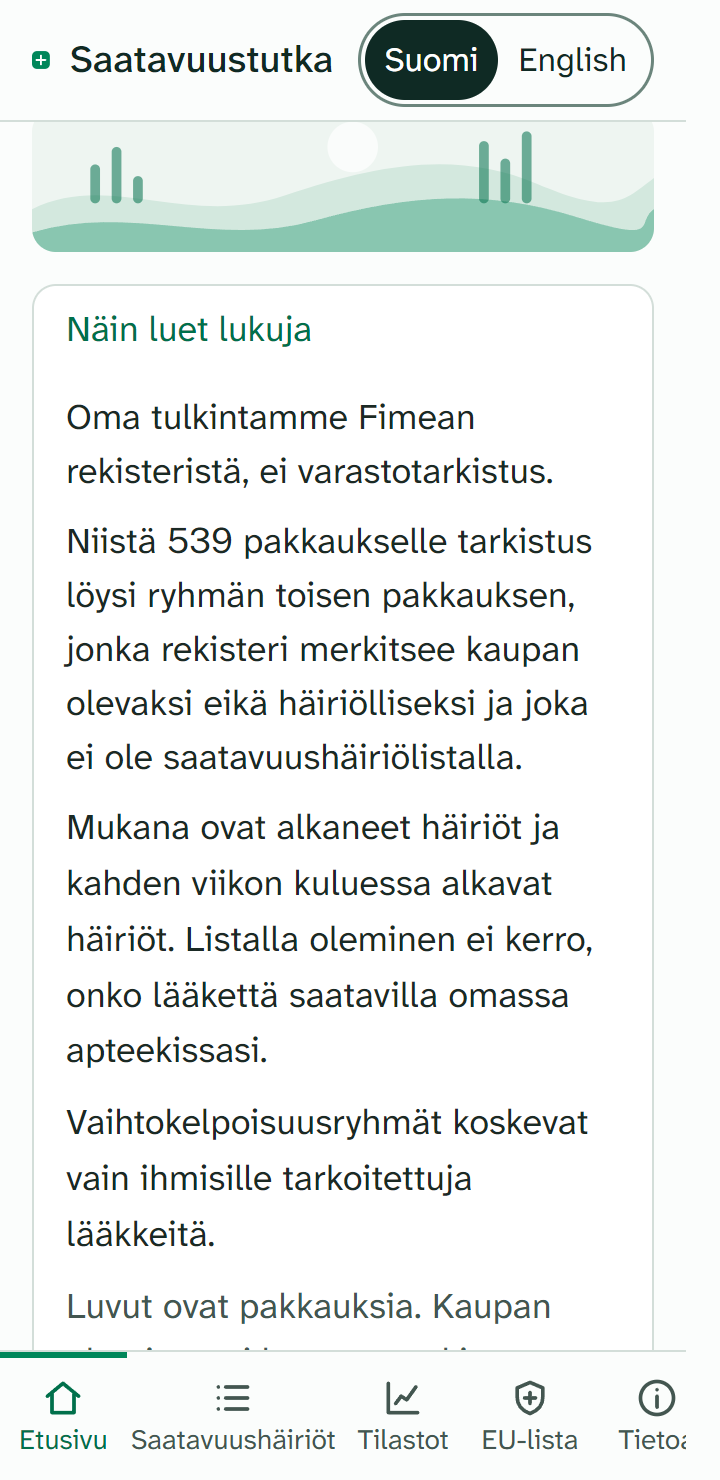 Saatavuustutka
Suomi
English
Näin luet lukuja
Oma tulkintamme Fimean
rekisteristä, ei varastotarkistus.
Niistä 539 pakkaukselle tarkistus
löysi ryhmän toisen pakkauksen,
jonka rekisteri merkitsee kaupan
olevaksi eikä häiriölliseksi ja joka
ei ole saatavuushäiriölistalla.
Mukana ovat alkaneet häiriöt ja
kahden viikon kuluessa alkavat
häiriöt. Listalla oleminen ei kerro,
onko lääkettä saatavilla omassa
apteekissasi.
Vaihtokelpoisuusryhmät koskevat
vain ihmisille tarkoitettuja
lääkkeitä.
Luvut ovat pakkauksia. Kaupan
Etusivu
Saatavuushäiriöt
Tilastot
EU-lista